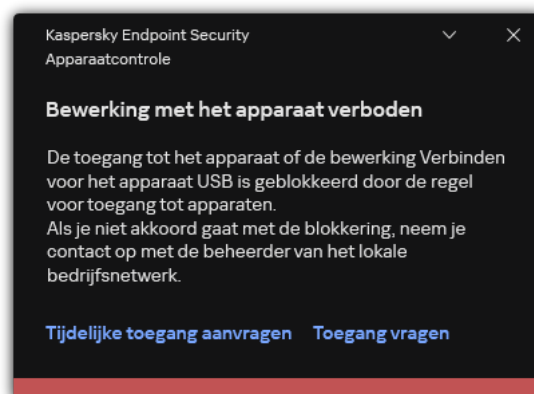 Kaspersky Endpoint Security
Apparaatcontrole
Bewerking met het apparaat verboden
De toegang tot het apparaat of de bewerking Verbinden
voor het apparaat USB is geblokkeerd door de regel
voor toegang tot apparaten.
Als je niet akkoord gaat met de blokkering, neem je
contact op met de beheerder van het lokale
bedrijfsnetwerk.
Tijdelijke toegang aanvragen Toegang vragen